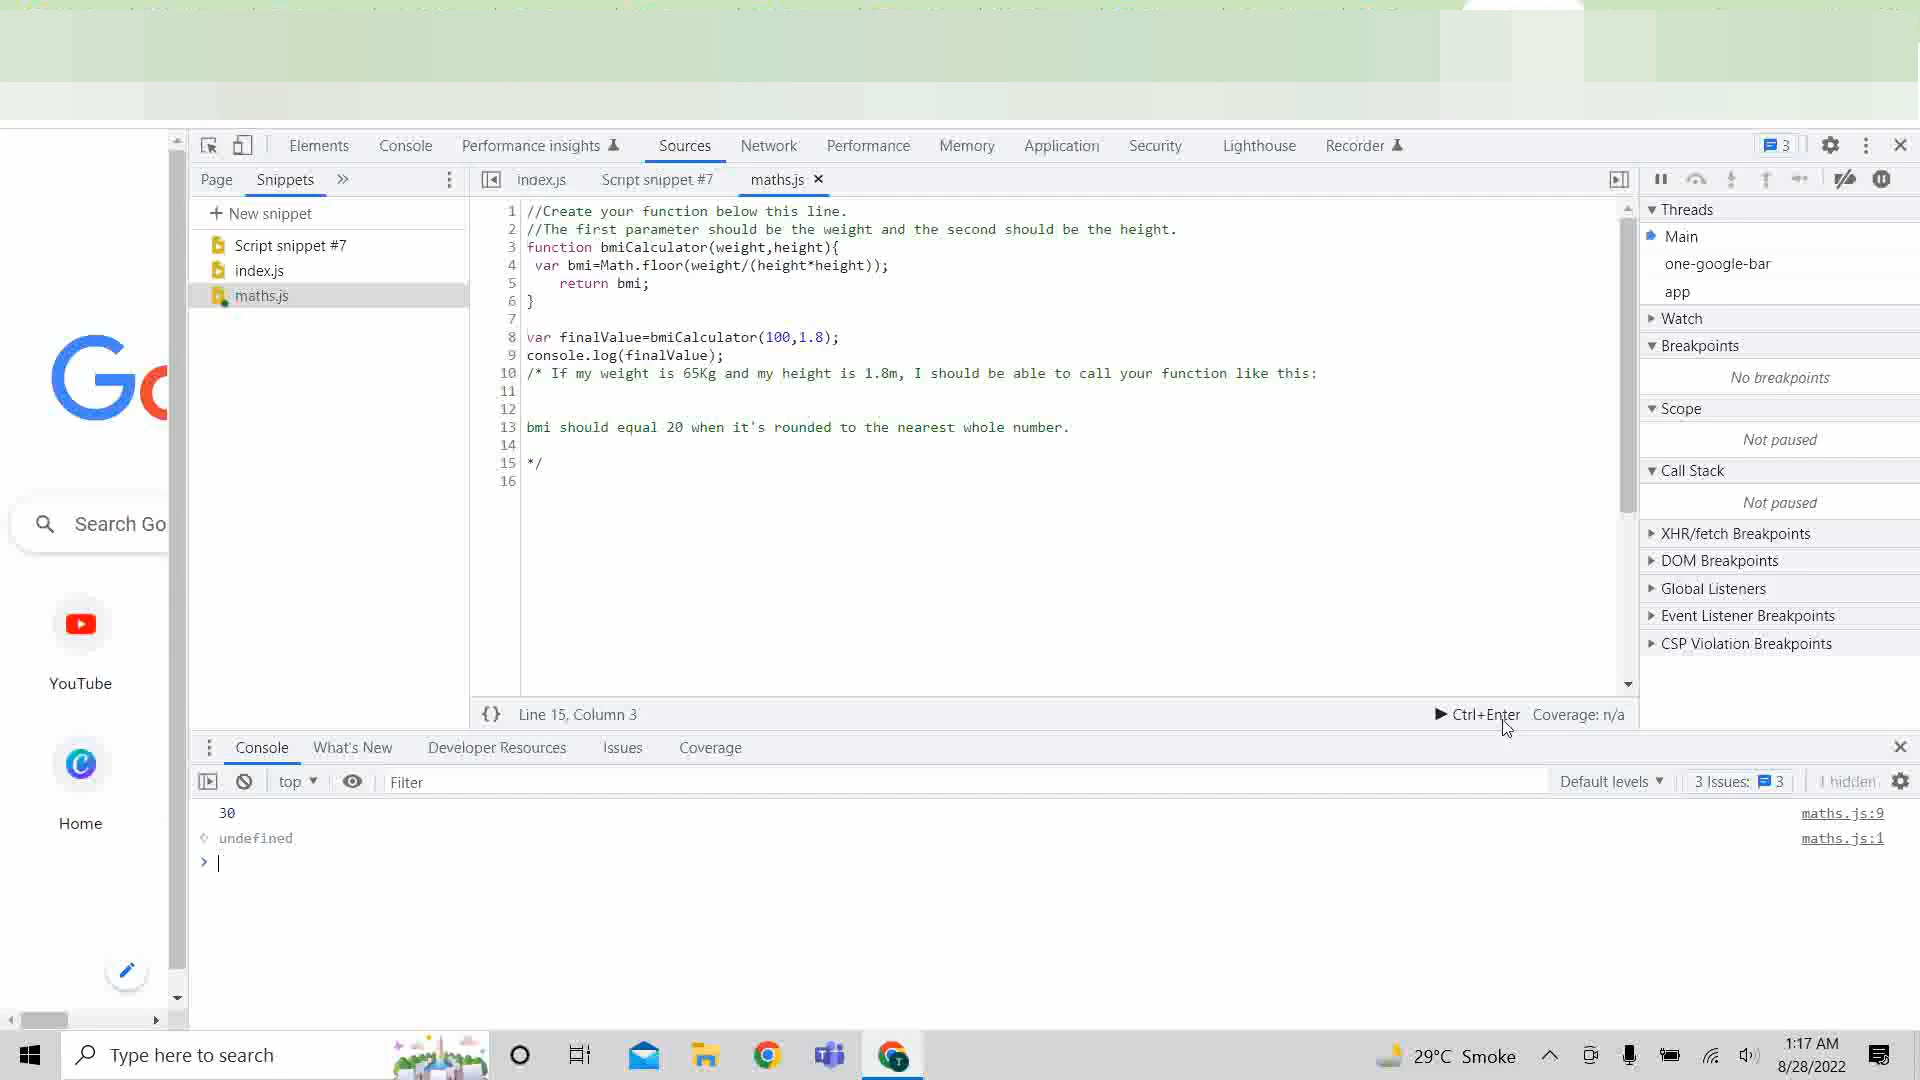 Elements Console Performance insights Sources Network Performance Memory Application Security Lighthouse Recorder 3
Page Snippets index.js Script snippet #7 maths.js
+ New snippet
Script snippet #7
index.js
maths.js
1 //Create your function below this line.
2 //The first parameter should be the weight and the second should be the height.
3 function bmiCalculator(weight,height){
4 var bmi=Math.floor(weight/(height*height));
5 return bmi;
6 }
7
8 var finalValue=bmiCalculator(100,1.8);
9 console.log(finalValue);
10 /* If my weight is 65Kg and my height is 1.8m, I should be able to call your function like this:
11
12
13 bmi should equal 20 when it's rounded to the nearest whole number.
14
15 */
16
{} Line 15, Column 3 Ctrl+Enter Coverage: n/a
Threads
Main
one-google-bar
app
Watch
Breakpoints
No breakpoints
Scope
Not paused
Call Stack
Not paused
XHR/fetch Breakpoints
DOM Breakpoints
Global Listeners
Event Listener Breakpoints
CSP Violation Breakpoints
Go
Search Go
YouTube
Home
Console What's New Developer Resources Issues Coverage
top Filter Default levels 3 Issues: 3 1 hidden
30 maths.js:9
undefined maths.js:1
>
Type here to search
29°C Smoke
1:17 AM
8/28/2022